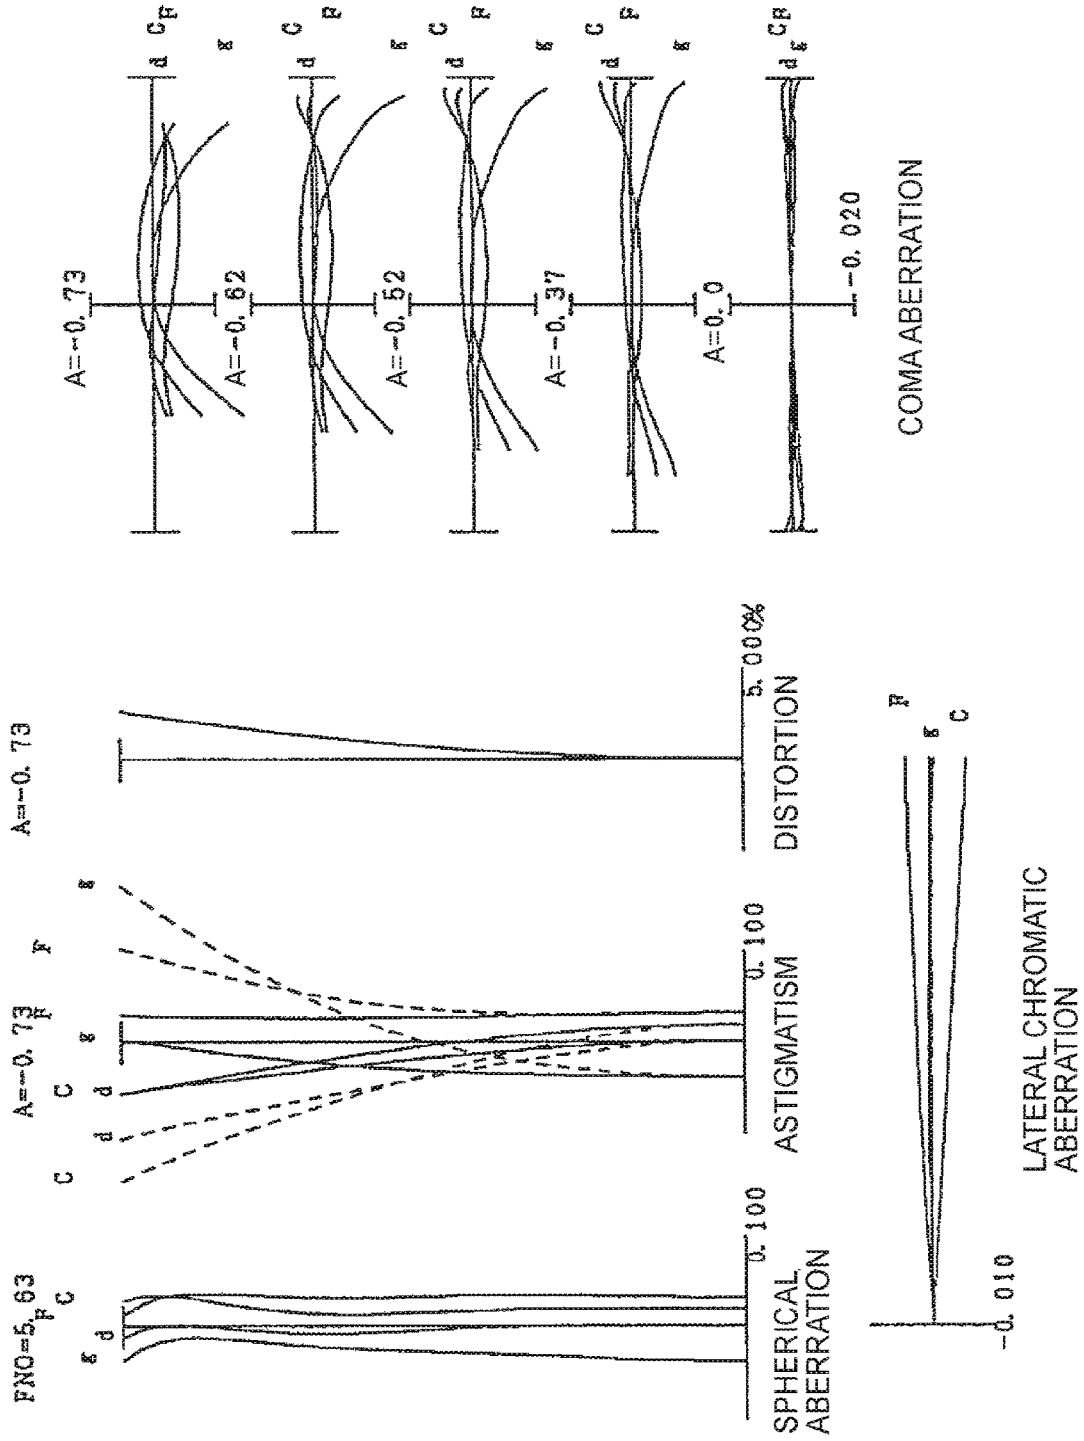 FNO=5.63
g
d
F
C
0.100
SPHERICAL
ABERRATION
A=-0.73
C
d
C
d
g
F
F
g
0.100
ASTIGMATISM
A=-0.73
5.000%
DISTORTION
A=-0.73
d
C
F
g
A=-0.62
d
C
F
g
A=-0.52
d
C
F
g
A=-0.37
d
C
F
g
A=0.0
d
g
C
F
-0.020
COMA ABERRATION
F
g
C
-0.010
LATERAL CHROMATIC
ABERRATION